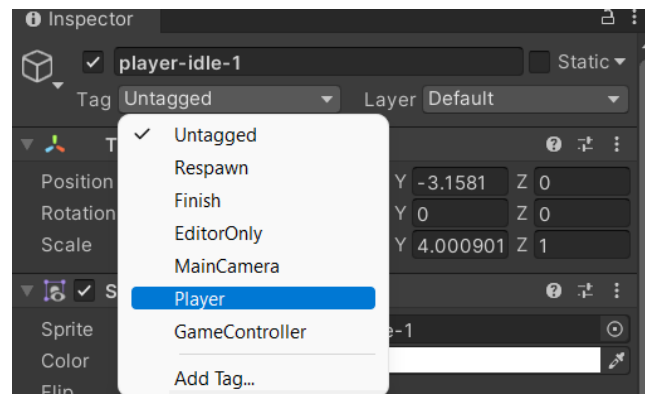 Inspector
player-idle-1
Static
Tag Untagged
Layer Default
Untagged
Respawn
Finish
EditorOnly
MainCamera
Player
GameController
Add Tag...
T
Position Y -3.1581 Z 0
Rotation Y 0 Z 0
Scale Y 4.000901 Z 1
S
Sprite e-1
Color
Flip